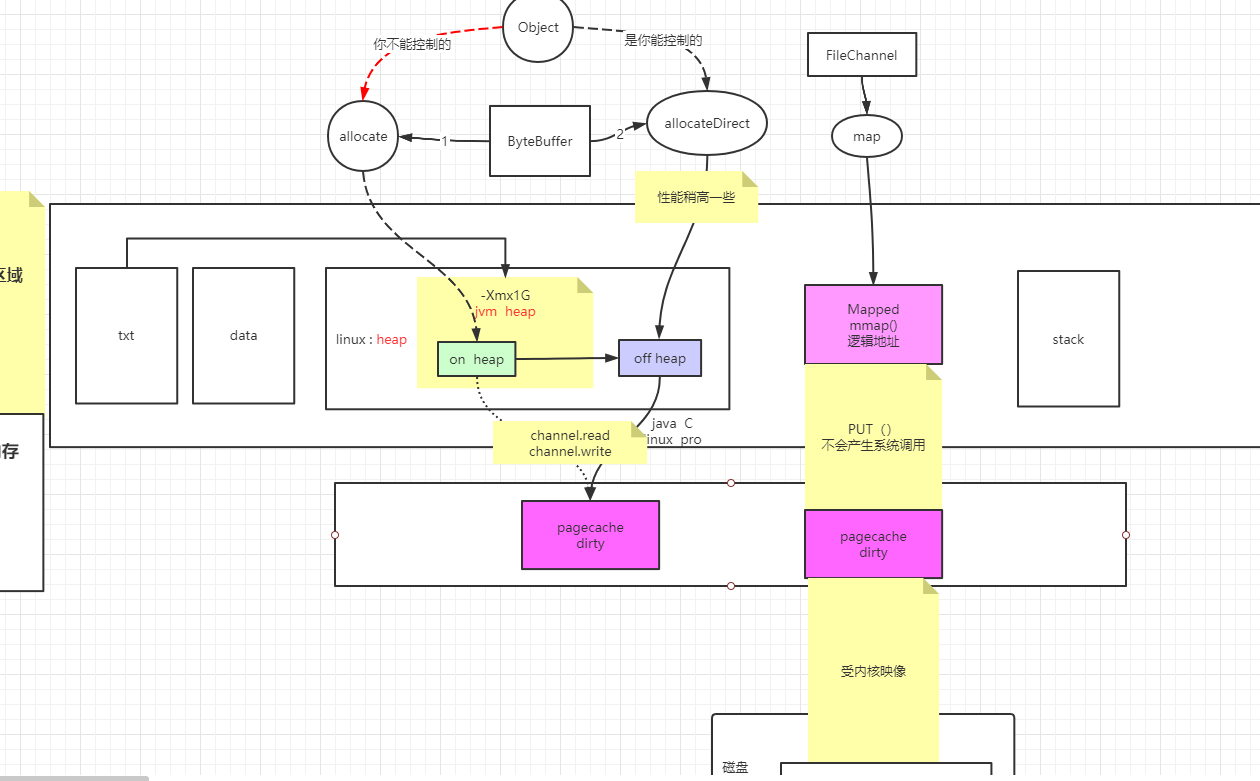 Object
你不能控制的
是你能控制的
FileChannel
allocate
1
ByteBuffer
2
allocateDirect
map
性能稍高一些
区域
txt
data
linux : heap
-Xmx1G
jvm heap
on heap
off heap
Mapped
mmap()
逻辑地址
stack
java C
linux pro
channel.read
channel.write
PUT（）
不会产生系统调用
存
pagecache
dirty
pagecache
dirty
受内核映像
磁盘